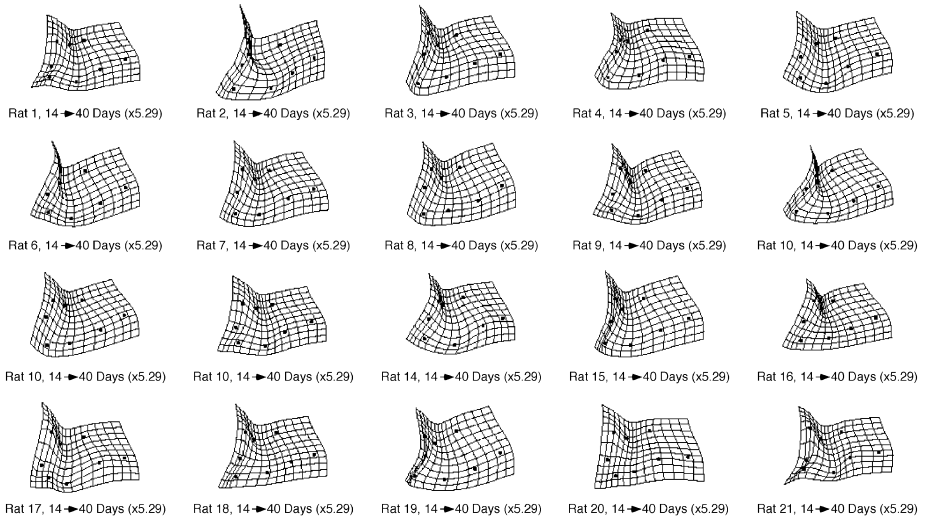 Rat 1, 14→40 Days (x5.29) Rat 2, 14→40 Days (x5.29) Rat 3, 14→40 Days (x5.29) Rat 4, 14→40 Days (x5.29) Rat 5, 14→40 Days (x5.29)
Rat 6, 14→40 Days (x5.29) Rat 7, 14→40 Days (x5.29) Rat 8, 14→40 Days (x5.29) Rat 9, 14→40 Days (x5.29) Rat 10, 14→40 Days (x5.29)
Rat 10, 14→40 Days (x5.29) Rat 10, 14→40 Days (x5.29) Rat 14, 14→40 Days (x5.29) Rat 15, 14→40 Days (x5.29) Rat 16, 14→40 Days (x5.29)
Rat 17, 14→40 Days (x5.29) Rat 18, 14→40 Days (x5.29) Rat 19, 14→40 Days (x5.29) Rat 20, 14→40 Days (x5.29) Rat 21, 14→40 Days (x5.29)